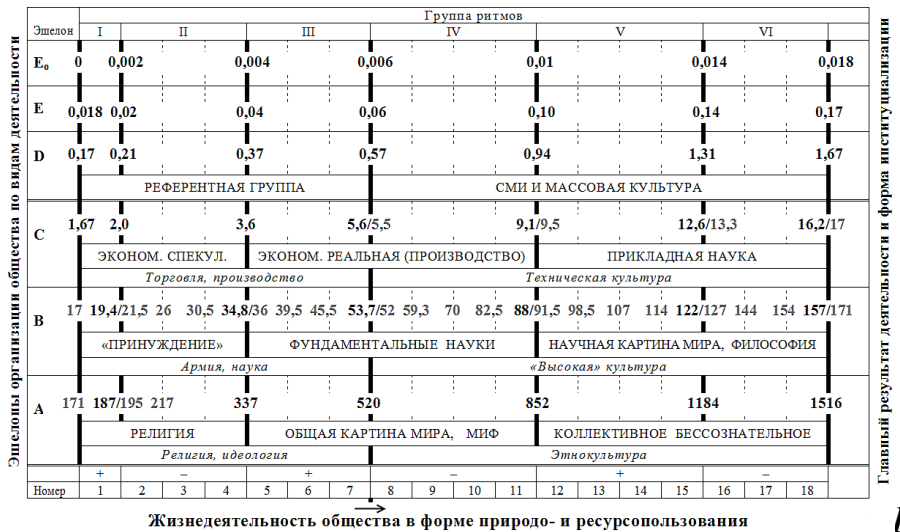 Группа ритмов
Эшелон I II III IV V VI
E₀ 0 0,002 0,004 0,006 0,01 0,014 0,018
E 0,018 0,02 0,04 0,06 0,10 0,14 0,17
D 0,17 0,21 0,37 0,57 0,94 1,31 1,67
РЕФЕРЕНТНАЯ ГРУППА СМИ И МАССОВАЯ КУЛЬТУРА
C 1,67 2,0 3,6 5,6/5,5 9,1/9,5 12,6/13,3 16,2/17
ЭКОНОМ. СПЕКУЛ. ЭКОНОМ. РЕАЛЬНАЯ (ПРОИЗВОДСТВО) ПРИКЛАДНАЯ НАУКА
Торговля, производство Техническая культура
B 17 19,4/21,5 26 30,5 34,8/36 39,5 45,5 53,7/52 59,3 70 82,5 88/91,5 98,5 107 114 122/127 144 154 157/171
«ПРИНУЖДЕНИЕ» ФУНДАМЕНТАЛЬНЫЕ НАУКИ НАУЧНАЯ КАРТИНА МИРА, ФИЛОСОФИЯ
Армия, наука «Высокая» культура
A 171 187/195 217 337 520 852 1184 1516
РЕЛИГИЯ ОБЩАЯ КАРТИНА МИРА, МИФ КОЛЛЕКТИВНОЕ БЕССОЗНАТЕЛЬНОЕ
Религия, идеология Этнокультура
+ – + – + –
Номер 1 2 3 4 5 6 7 8 9 10 11 12 13 14 15 16 17 18
Жизнедеятельность общества в форме природо- и ресурсопользования
Эшелоны организации общества по видам деятельности
Главный результат деятельности и форма институциализации